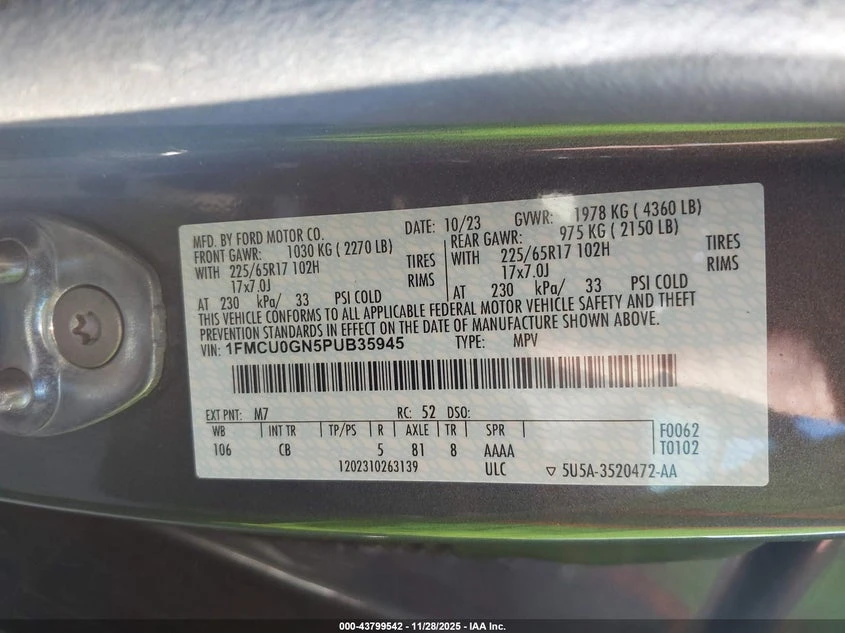 MFD. BY FORD MOTOR CO. DATE: 10/23 GVWR: 1978 KG ( 4360 LB)
FRONT GAWR: 1030 KG ( 2270 LB) REAR GAWR: 975 KG ( 2150 LB)
WITH 225/65R17 102H TIRES WITH 225/65R17 102H TIRES
17x7.0J RIMS 17x7.0J RIMS
AT 230 kPa/ 33 PSI COLD AT 230 kPa/ 33 PSI COLD
THIS VEHICLE CONFORMS TO ALL APPLICABLE FEDERAL MOTOR VEHICLE SAFETY AND THEFT
PREVENTION STANDARDS IN EFFECT ON THE DATE OF MANUFACTURE SHOWN ABOVE.
VIN: 1FMCU0GN5PUB35945 TYPE: MPV
EXT PNT: M7 RC: 52 DSO:
WB INT TR TP/PS R AXLE TR SPR F0062
106 CB 5 81 8 AAAA T0102
1202310263139 ULC ▽ 5U5A-3520472-AA
000-43799542 - 11/28/2025 - IAA Inc.